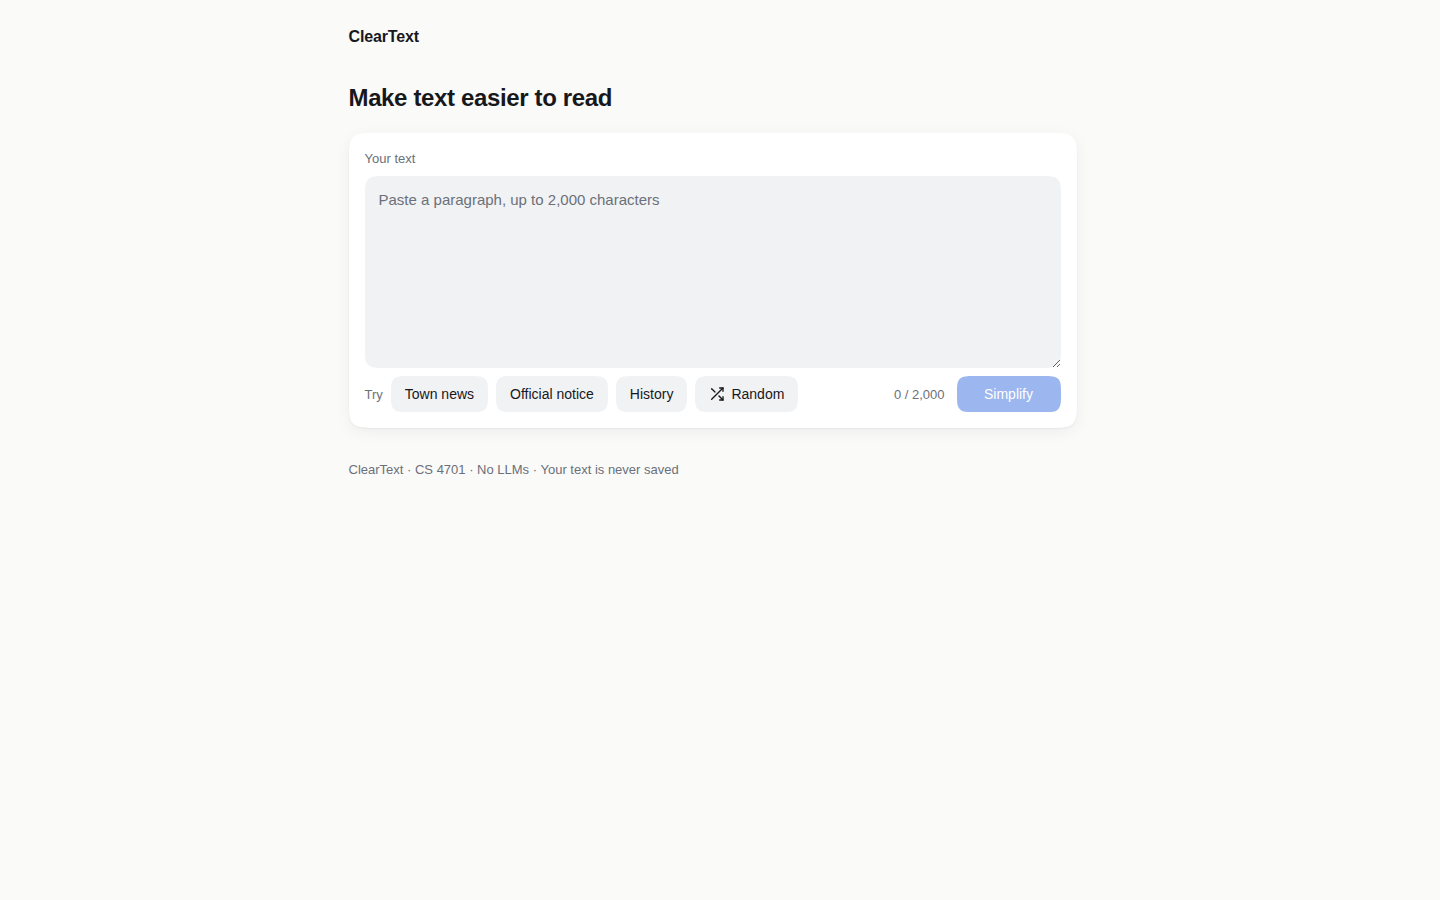 ClearText
Make text easier to read
Your text
Paste a paragraph, up to 2,000 characters
Try Town news Official notice History Random 0 / 2,000 Simplify
ClearText · CS 4701 · No LLMs · Your text is never saved